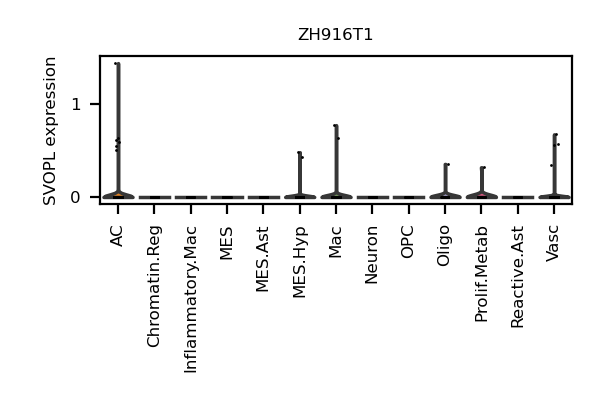 ZH916T1
SVOPL expression
1
0
AC
Chromatin.Reg
Inflammatory.Mac
MES
MES.Ast
MES.Hyp
Mac
Neuron
OPC
Oligo
Prolif.Metab
Reactive.Ast
Vasc